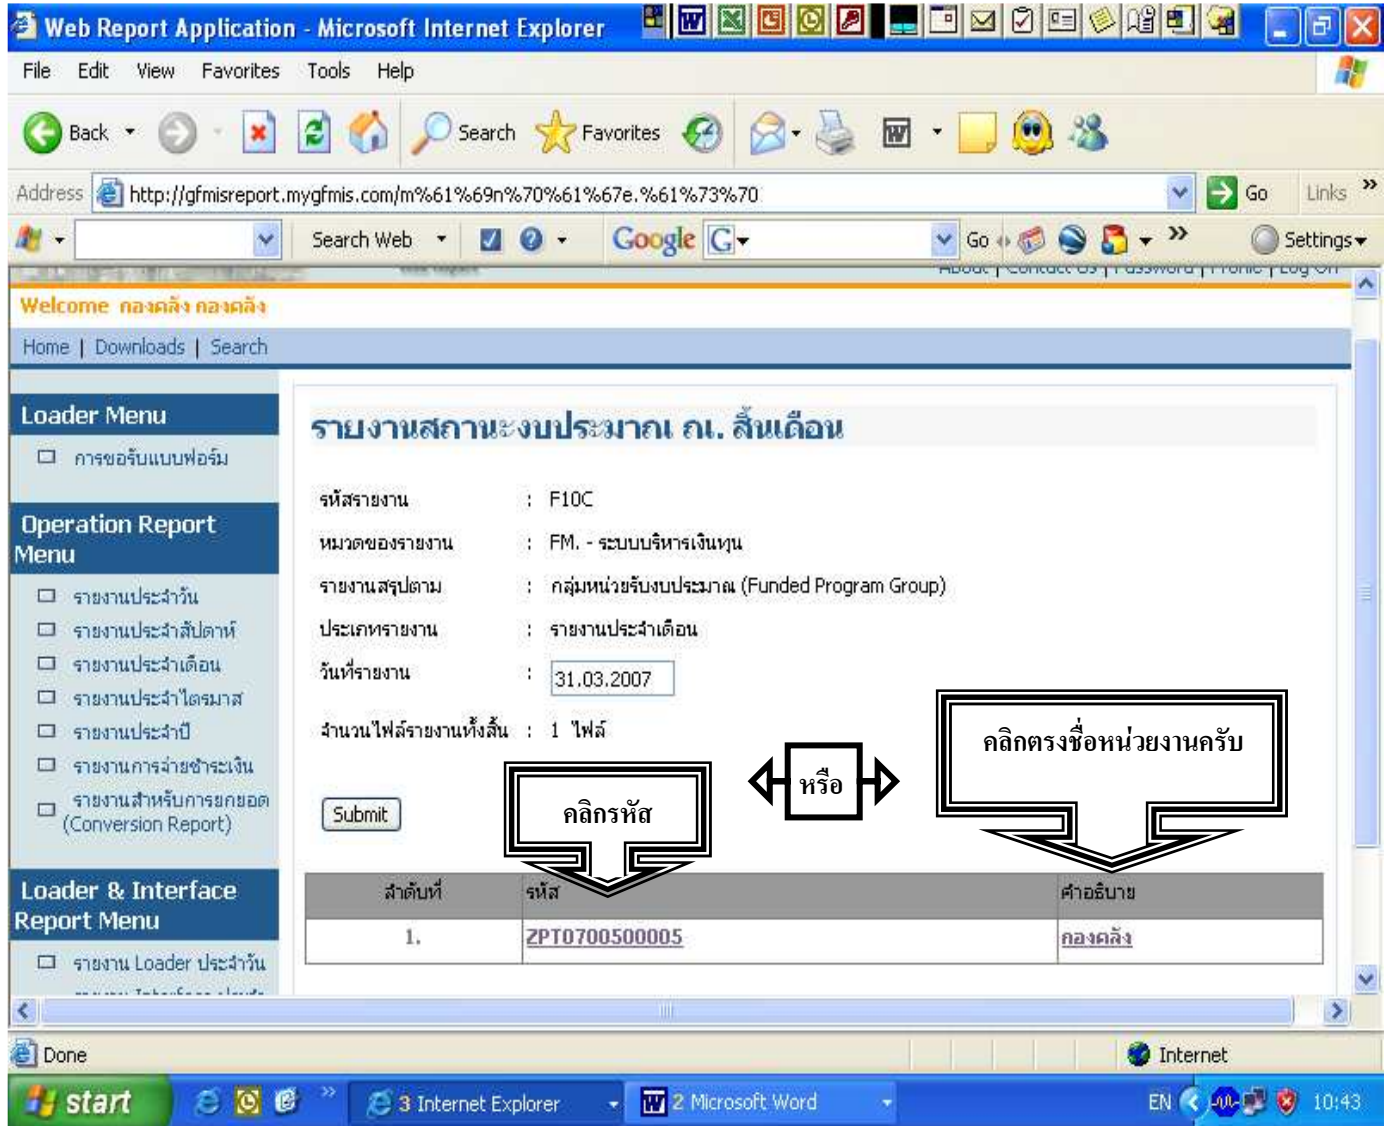 Web Report Application - Microsoft Internet Explorer
File Edit View Favorites Tools Help
Back Search Favorites
Address http://gfmisreport.mygfmis.com/m%61%69n%70%61%67e.%61%73%70 Go Links »
Search Web Google G Go » Settings
Welcome กองคลัง กองคลัง
Home | Downloads | Search
Loader Menu
การขอรับแบบฟอร์ม
Operation Report
Menu
รายงานประจำวัน
รายงานประจำสัปดาห์
รายงานประจำเดือน
รายงานประจำไตรมาส
รายงานประจำปี
รายงานการจ่ายชำระเงิน
รายงานสำหรับการยกยอด
(Conversion Report)
Loader & Interface
Report Menu
รายงาน Loader ประจำวัน
รายงานสถานะงบประมาณ ณ. สิ้นเดือน
รหัสรายงาน : F10C
หมวดของรายงาน : FM. - ระบบบริหารเงินทุน
รายงานสรุปตาม : กลุ่มหน่วยรับงบประมาณ (Funded Program Group)
ประเภทรายงาน : รายงานประจำเดือน
วันที่รายงาน : 31.03.2007
จำนวนไฟล์รายงานทั้งสิ้น : 1 ไฟล์
Submit
คลิกรหัส
หรือ
คลิกตรงชื่อหน่วยงานครับ
ลำดับที่ รหัส คำอธิบาย
1. ZPT0700500005 กองคลัง
Done Internet
start » 3 Internet Explorer 2 Microsoft Word EN 10:43